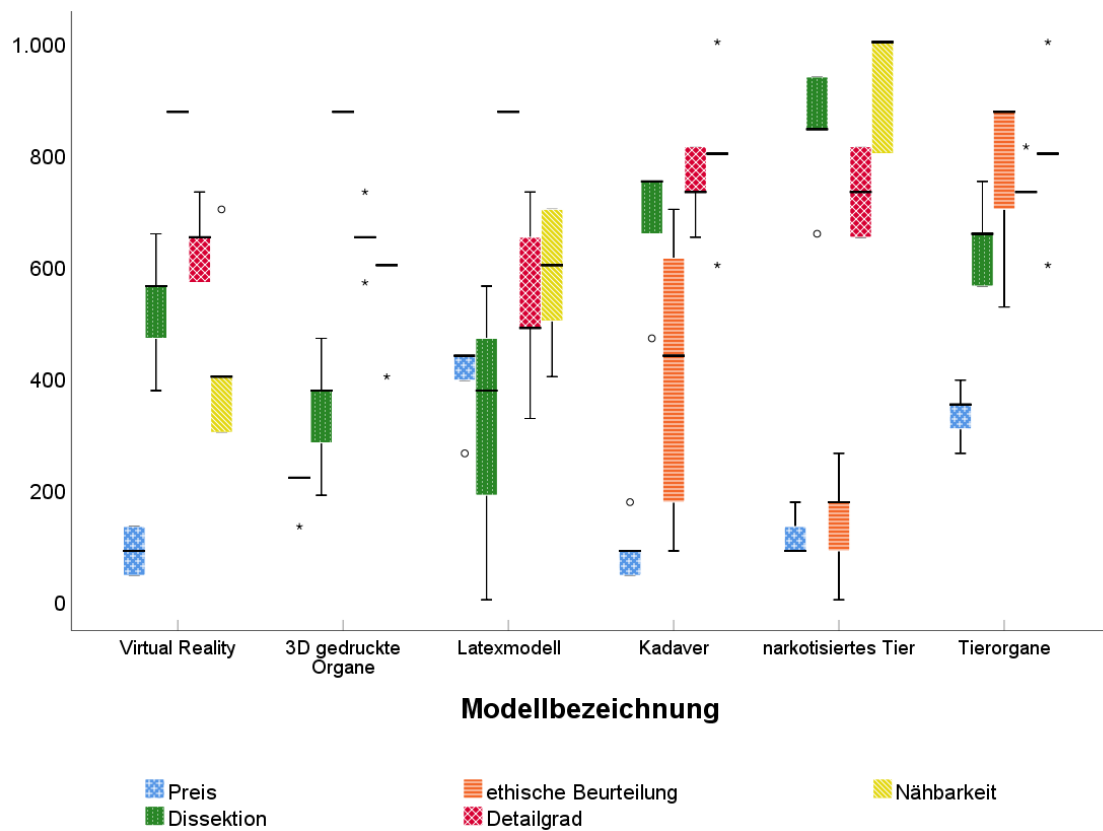 1.000
800
600
400
200
0
Virtual Reality
3D gedruckte
Organe
Latexmodell
Kadaver
narkotisiertes Tier
Tierorgane
Modellbezeichnung
Preis
ethische Beurteilung
Nähbarkeit
Dissektion
Detailgrad